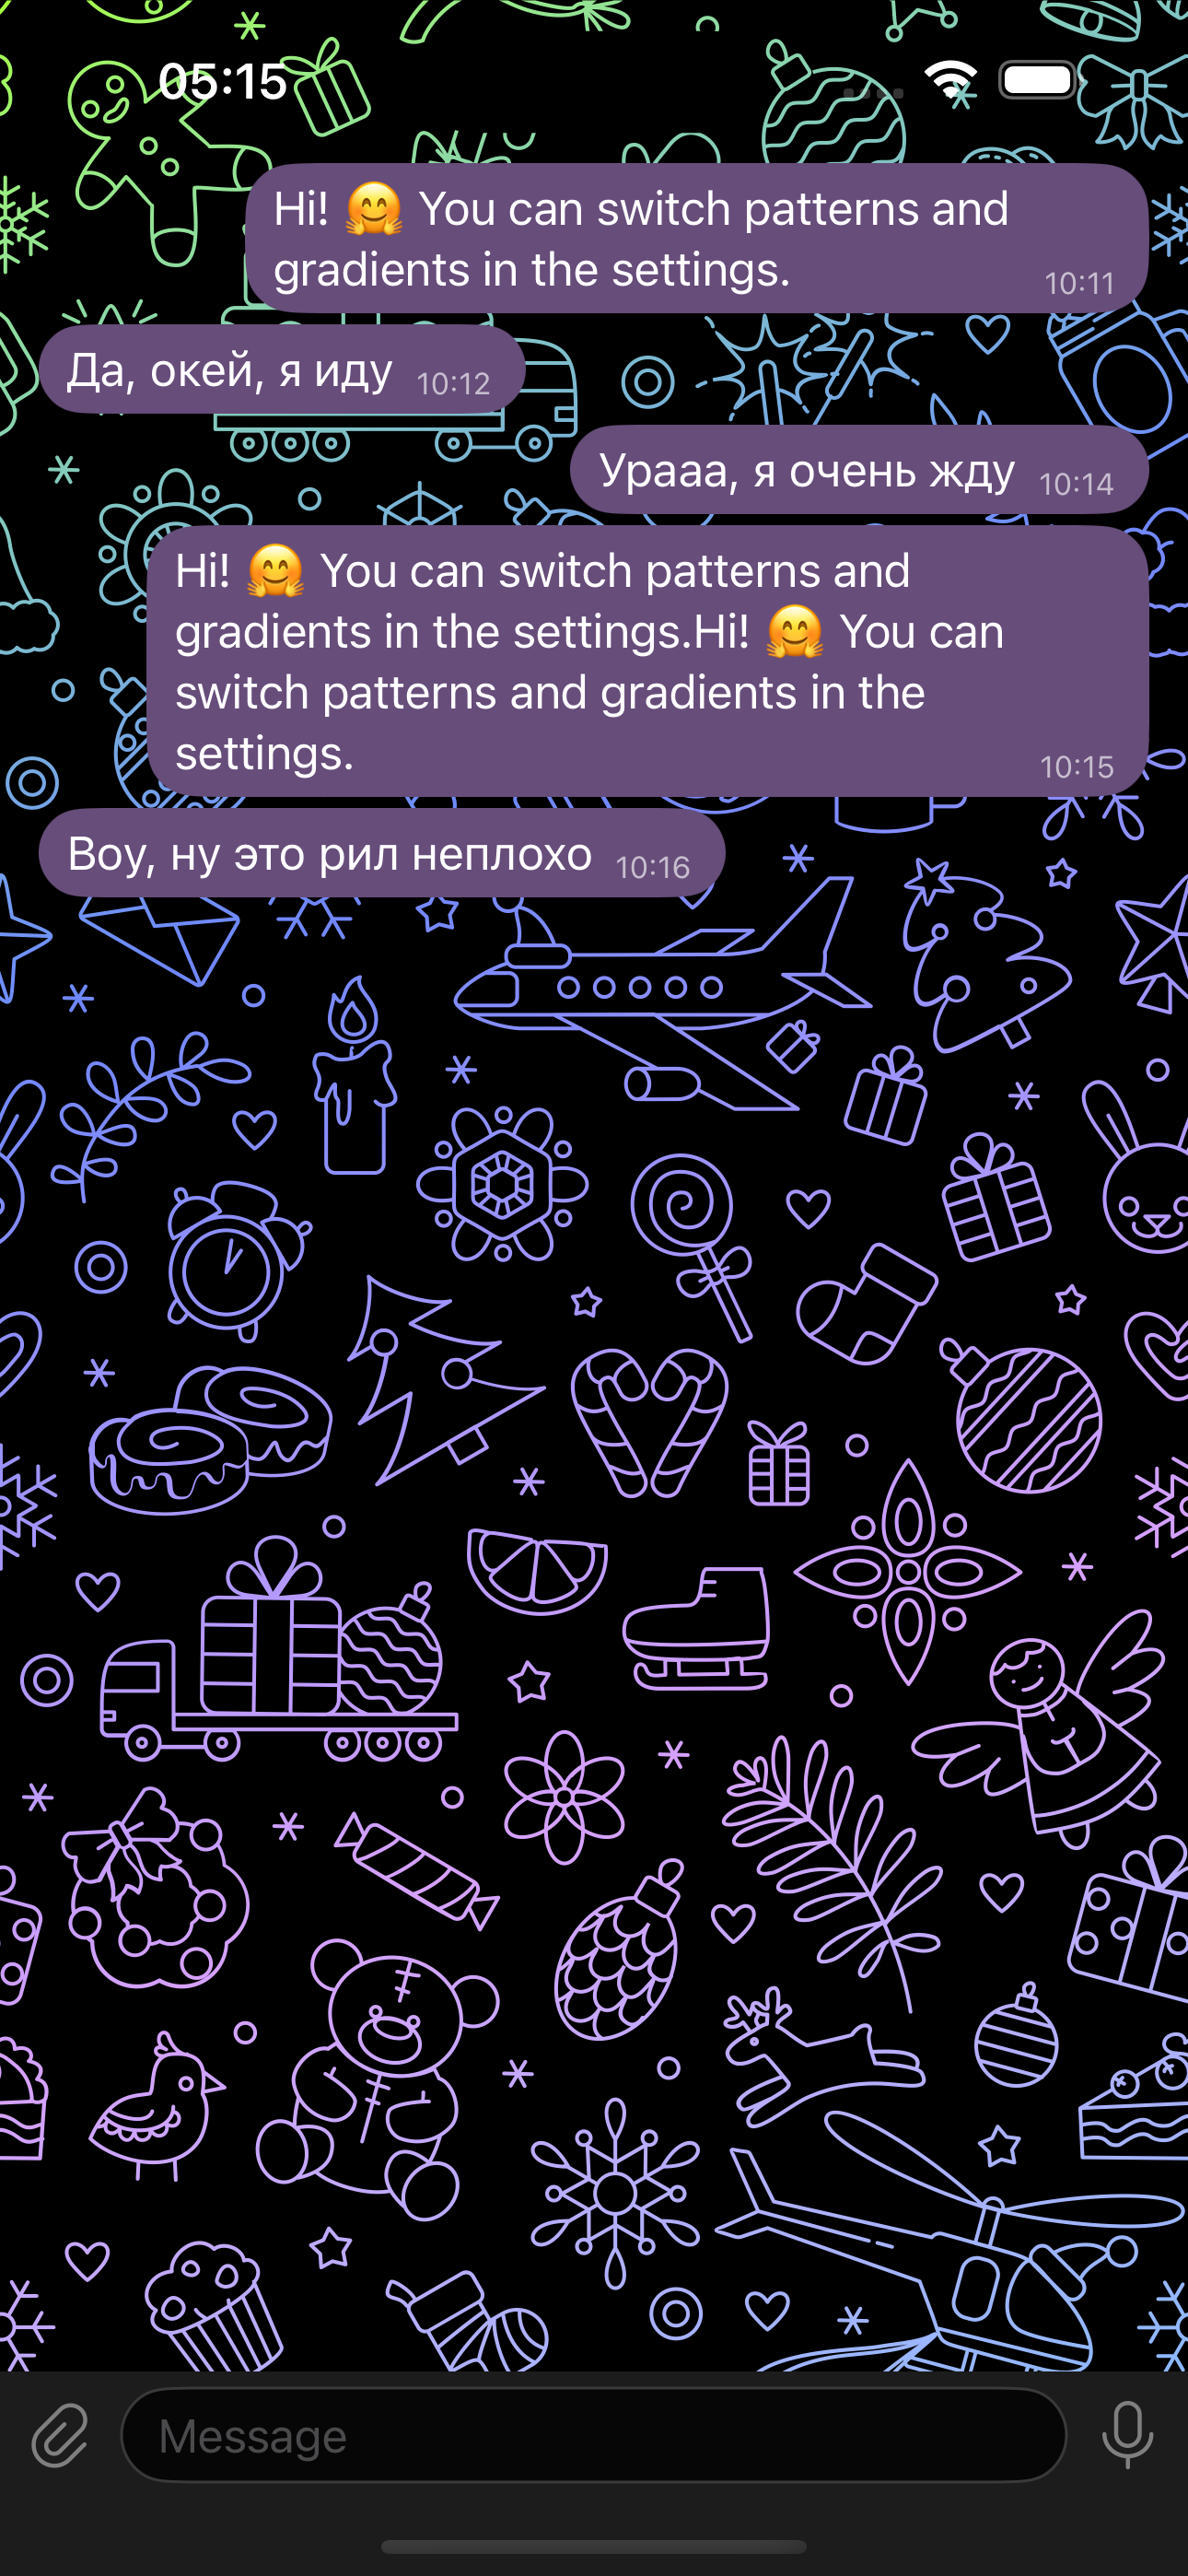 05:15
Hi! 🤗 You can switch patterns and
gradients in the settings.
10:11
Да, окей, я иду 10:12
Урааа, я очень жду 10:14
Hi! 🤗 You can switch patterns and
gradients in the settings.Hi! 🤗 You can
switch patterns and gradients in the
settings.
10:15
Воу, ну это рил неплохо 10:16
Message